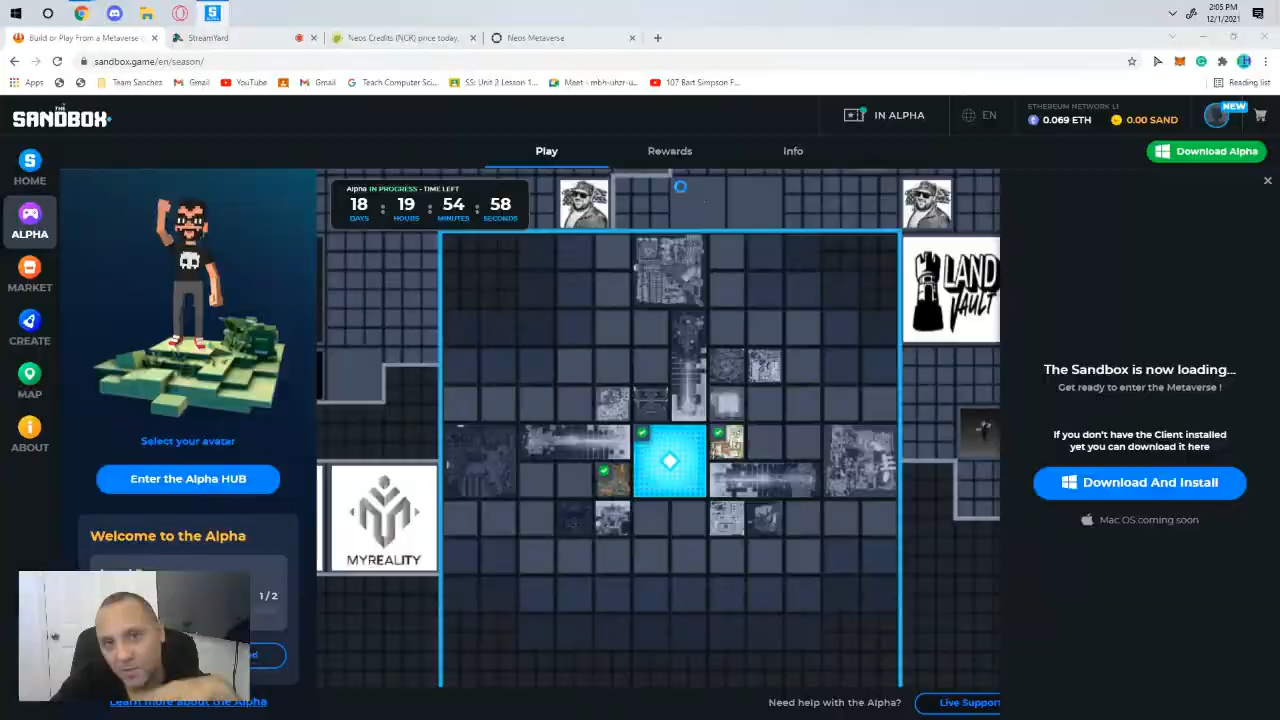 2:05 PM
12/1/2021
Build or Play From a Metaverse
StreamYard
Neos Credits (NCR) price today,
Neos Metaverse
sandbox.game/en/season/
Apps
Team Sanchez
Gmail
YouTube
Gmail
Teach Computer Sci...
SS: Unit 2 Lesson 1...
Meet - mbh-uhzr-u...
107 Bart Simpson F...
Reading list
THE
SANDBOX
IN ALPHA
EN
ETHEREUM NETWORK L1
0.069 ETH
0.00 SAND
NEW
Play
Rewards
Info
Download Alpha
HOME
ALPHA
MARKET
CREATE
MAP
ABOUT
Alpha IN PROGRESS - TIME LEFT
18 : 19 : 54 : 58
DAYS HOURS MINUTES SECONDS
LAND
VAULT
Select your avatar
Enter the Alpha HUB
Welcome to the Alpha
1 / 2
Learn more about the Alpha
MYREALITY
The Sandbox is now loading...
Get ready to enter the Metaverse !
If you don't have the Client installed
yet you can download it here
Download And Install
Mac OS coming soon
Need help with the Alpha?
Live Support